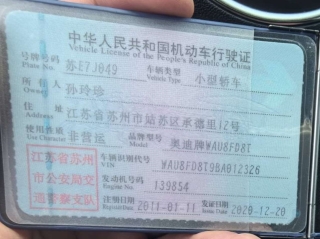 中华人民共和国机动车行驶证
Vehicle License of the People's Republic of China
号牌号码 苏E7J849 车辆类型 小型轿车
Plate No. Vehicle Type
所有人 孙玲珍
Owner
住址 江苏省苏州市姑苏区承德里12号
Address
使用性质 非营运 品牌型号 奥迪牌WAU8FD8T
Use Character Model
江苏省苏州 车辆识别代号 WAU8FD8T9BA012326
VIN
市公安局交 发动机号码 139854
Engine No.
通警察支队 注册日期 2011-01-11 发证日期 2020-12-20
Register Date Issue Date